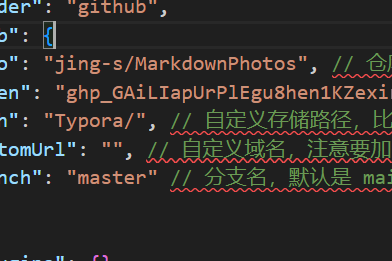 der": "github",
b": {
o": "jing-s/MarkdownPhotos", // 仓
en": "ghp_GAiLIapUrPlEgu8hen1KZexi
h": "Typora/", // 自定义存储路径，比
tomUrl": "", // 自定义域名，注意要加
nch": "master" // 分支名，默认是 mai